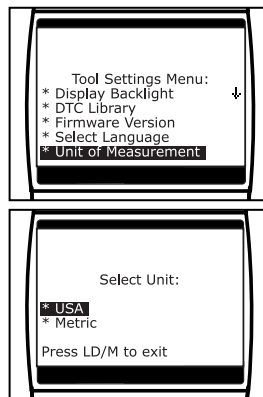 Tool Settings Menu:
* Display Backlight
* DTC Library
* Firmware Version
* Select Language
* Unit of Measurement
Select Unit:
* USA
* Metric
Press LD/M to exit